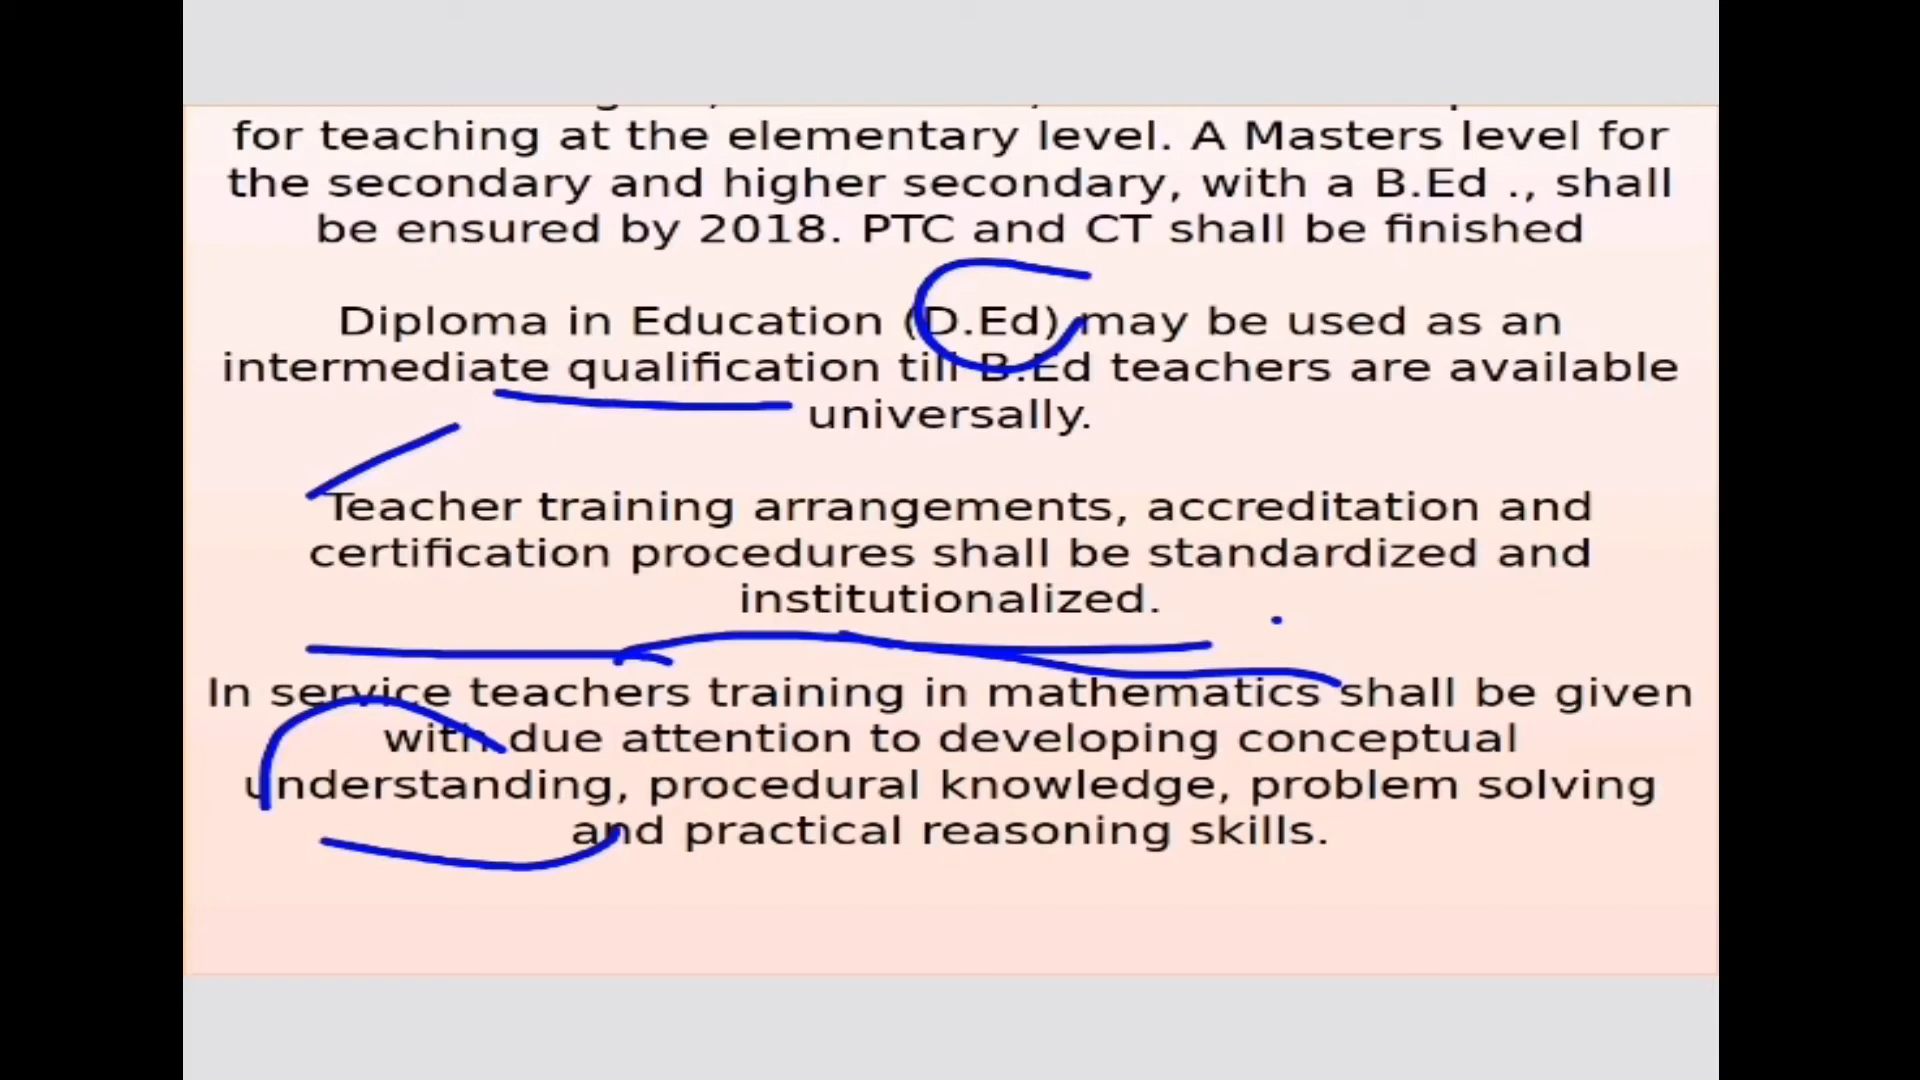 for teaching at the elementary level. A Masters level for
the secondary and higher secondary, with a B.Ed ., shall
be ensured by 2018. PTC and CT shall be finished
Diploma in Education (D.Ed) may be used as an
intermediate qualification till B.Ed teachers are available
universally.
Teacher training arrangements, accreditation and
certification procedures shall be standardized and
institutionalized.
In service teachers training in mathematics shall be given
with due attention to developing conceptual
understanding, procedural knowledge, problem solving
and practical reasoning skills.